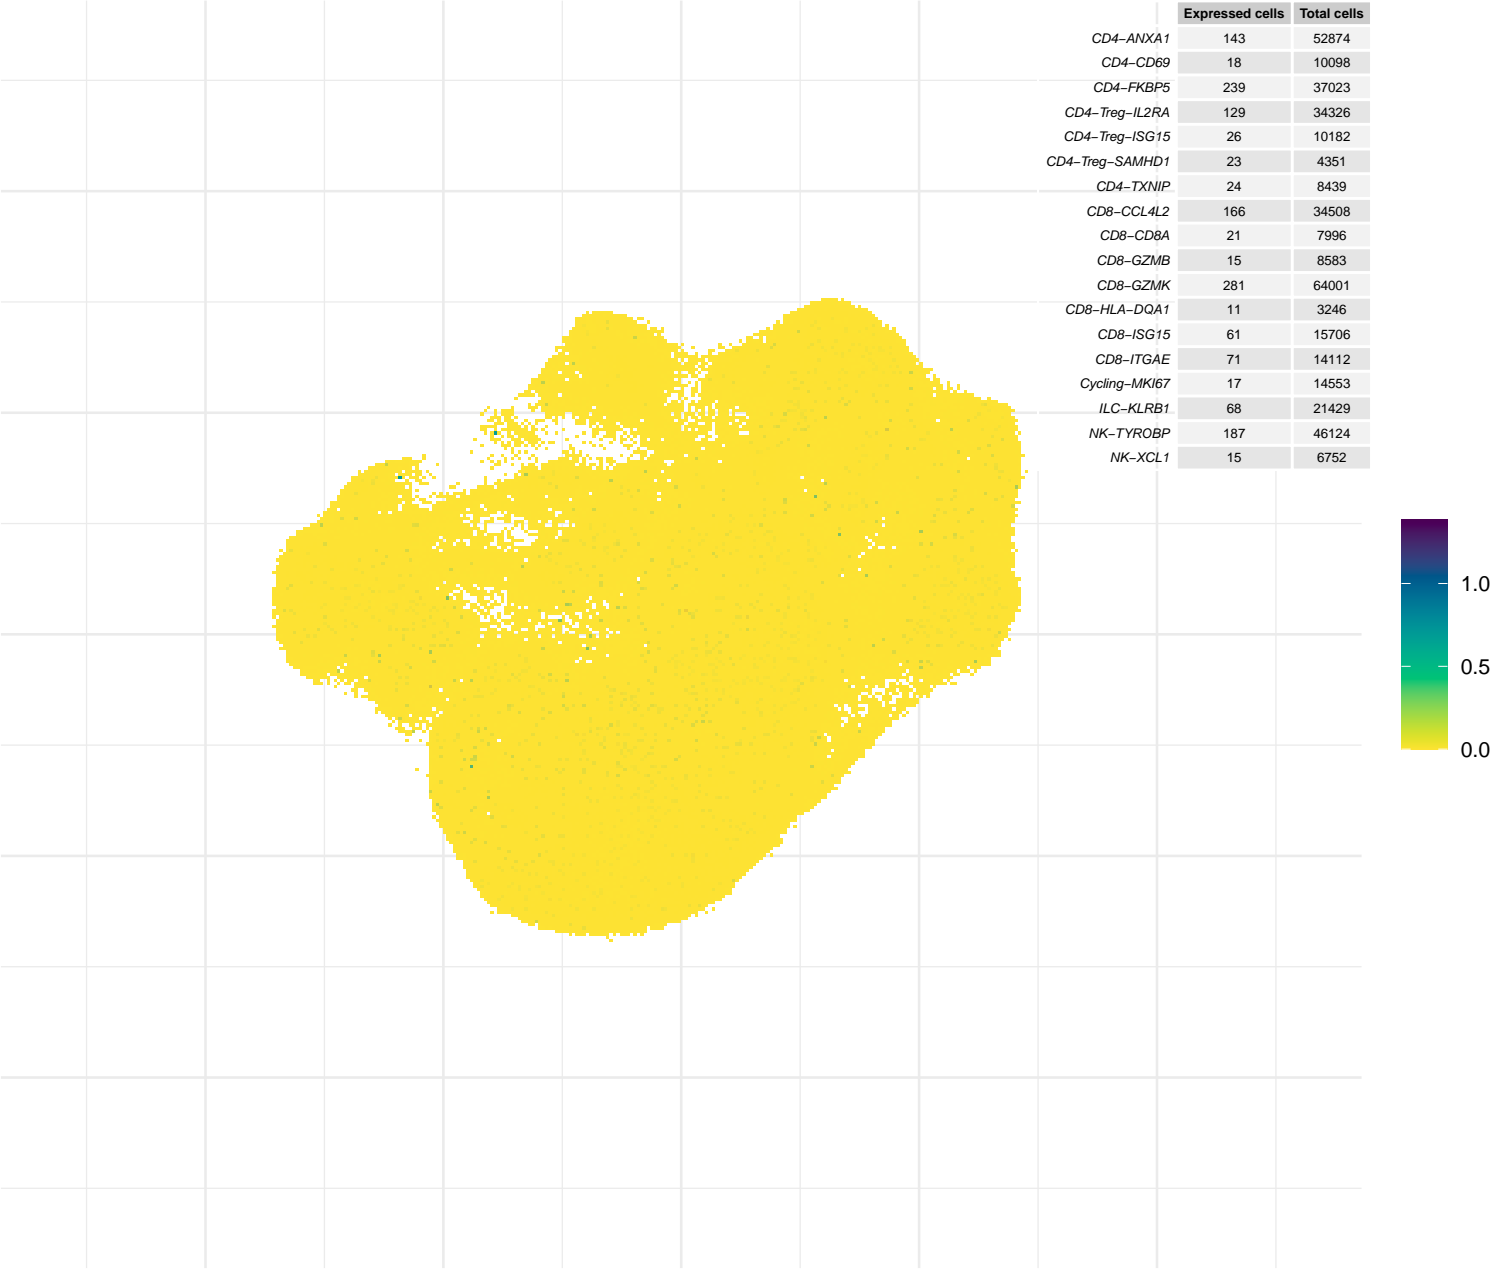 Expressed cells Total cells
CD4−ANXA1 143 52874
CD4−CD69 18 10098
CD4−FKBP5 239 37023
CD4−Treg−IL2RA 129 34326
CD4−Treg−ISG15 26 10182
CD4−Treg−SAMHD1 23 4351
CD4−TXNIP 24 8439
CD8−CCL4L2 166 34508
CD8−CD8A 21 7996
CD8−GZMB 15 8583
CD8−GZMK 281 64001
CD8−HLA−DQA1 11 3246
CD8−ISG15 61 15706
CD8−ITGAE 71 14112
Cycling−MKI67 17 14553
ILC−KLRB1 68 21429
NK−TYROBP 187 46124
NK−XCL1 15 6752
1.0
0.5
0.0